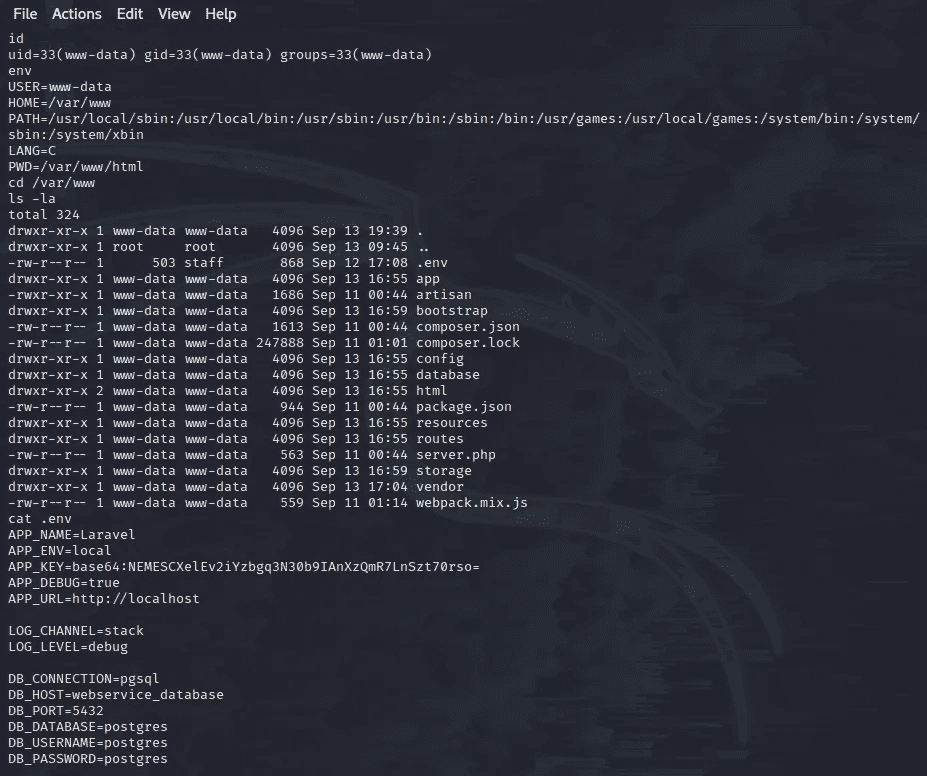 File Actions Edit View Help
id
uid=33(www-data) gid=33(www-data) groups=33(www-data)
env
USER=www-data
HOME=/var/www
PATH=/usr/local/sbin:/usr/local/bin:/usr/sbin:/usr/bin:/sbin:/bin:/usr/games:/usr/local/games:/system/bin:/system/
sbin:/system/xbin
LANG=C
PWD=/var/www/html
cd /var/www
ls -la
total 324
drwxr-xr-x 1 www-data www-data   4096 Sep 13 19:39 .
drwxr-xr-x 1 root     root       4096 Sep 13 09:45 ..
-rw-r--r-- 1      503 staff       868 Sep 12 17:08 .env
drwxr-xr-x 1 www-data www-data   4096 Sep 13 16:55 app
-rwxr-xr-x 1 www-data www-data   1686 Sep 11 00:44 artisan
drwxr-xr-x 1 www-data www-data   4096 Sep 13 16:59 bootstrap
-rw-r--r-- 1 www-data www-data   1613 Sep 11 00:44 composer.json
-rw-r--r-- 1 www-data www-data 247888 Sep 11 01:01 composer.lock
drwxr-xr-x 1 www-data www-data   4096 Sep 13 16:55 config
drwxr-xr-x 1 www-data www-data   4096 Sep 13 16:55 database
drwxr-xr-x 2 www-data www-data   4096 Sep 13 16:55 html
-rw-r--r-- 1 www-data www-data    944 Sep 11 00:44 package.json
drwxr-xr-x 1 www-data www-data   4096 Sep 13 16:55 resources
drwxr-xr-x 1 www-data www-data   4096 Sep 13 16:55 routes
-rw-r--r-- 1 www-data www-data    563 Sep 11 00:44 server.php
drwxr-xr-x 1 www-data www-data   4096 Sep 13 16:59 storage
drwxr-xr-x 1 www-data www-data   4096 Sep 13 17:04 vendor
-rw-r--r-- 1 www-data www-data    559 Sep 11 01:14 webpack.mix.js
cat .env
APP_NAME=Laravel
APP_ENV=local
APP_KEY=base64:NEMESCXelEv2iYzbgq3N30b9IAnXzQmR7LnSzt70rso=
APP_DEBUG=true
APP_URL=http://localhost

LOG_CHANNEL=stack
LOG_LEVEL=debug

DB_CONNECTION=pgsql
DB_HOST=webservice_database
DB_PORT=5432
DB_DATABASE=postgres
DB_USERNAME=postgres
DB_PASSWORD=postgres